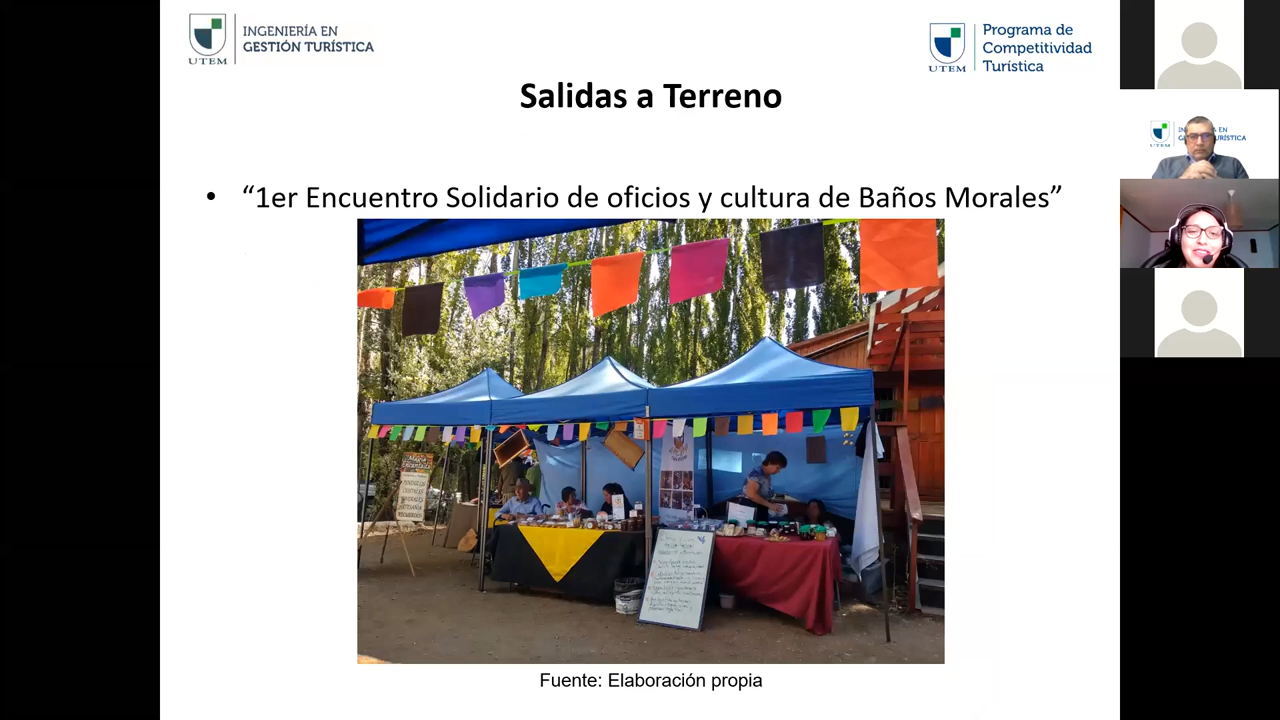 UTEM
INGENIERÍA EN
GESTIÓN TURÍSTICA
UTEM
Programa de
Competitividad
Turística
Salidas a Terreno
• “1er Encuentro Solidario de oficios y cultura de Baños Morales”
Fuente: Elaboración propia